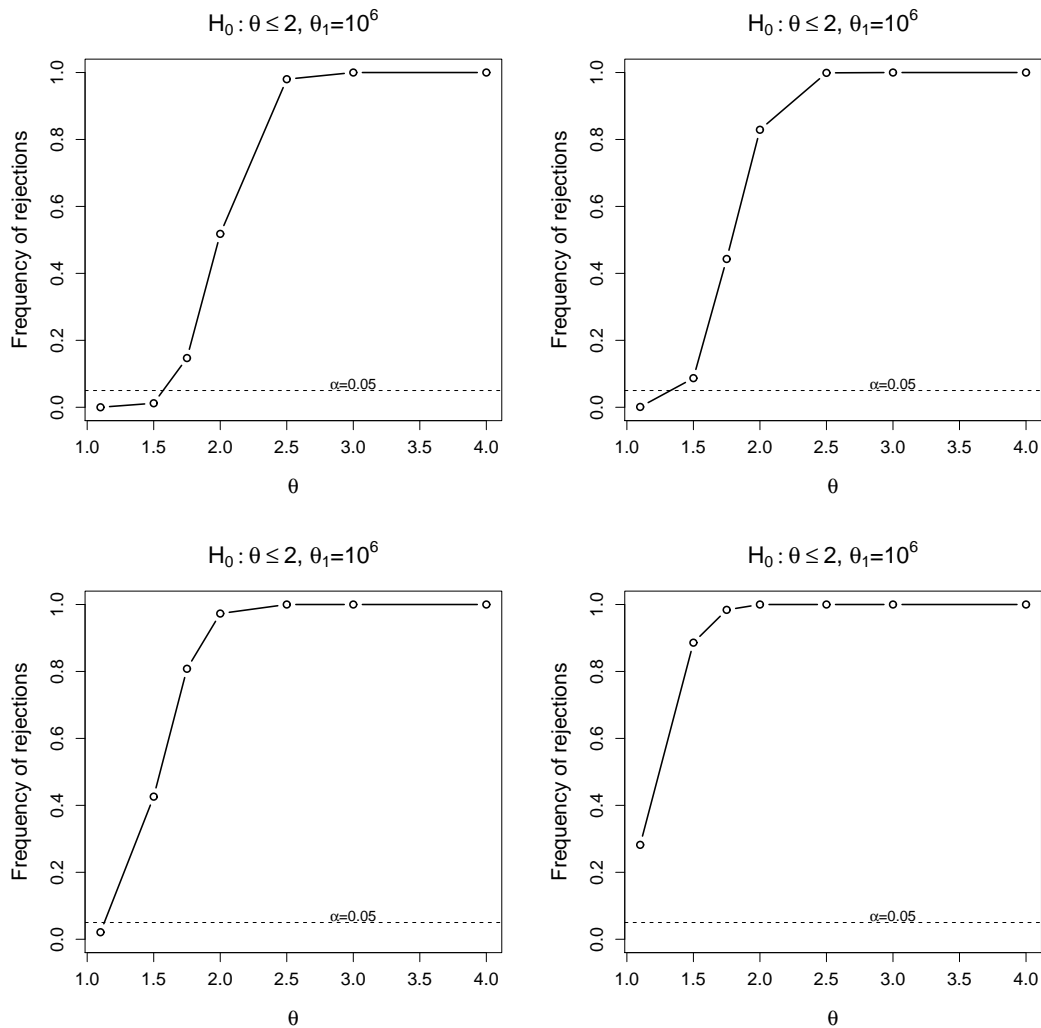 H₀ : θ ≤ 2, θ₁=10⁶
Frequency of rejections
1.0
0.8
0.6
0.4
0.2
0.0
α=0.05
1.0 1.5 2.0 2.5 3.0 3.5 4.0
θ
H₀ : θ ≤ 2, θ₁=10⁶
Frequency of rejections
1.0
0.8
0.6
0.4
0.2
0.0
α=0.05
1.0 1.5 2.0 2.5 3.0 3.5 4.0
θ
H₀ : θ ≤ 2, θ₁=10⁶
Frequency of rejections
1.0
0.8
0.6
0.4
0.2
0.0
α=0.05
1.0 1.5 2.0 2.5 3.0 3.5 4.0
θ
H₀ : θ ≤ 2, θ₁=10⁶
Frequency of rejections
1.0
0.8
0.6
0.4
0.2
0.0
α=0.05
1.0 1.5 2.0 2.5 3.0 3.5 4.0
θ